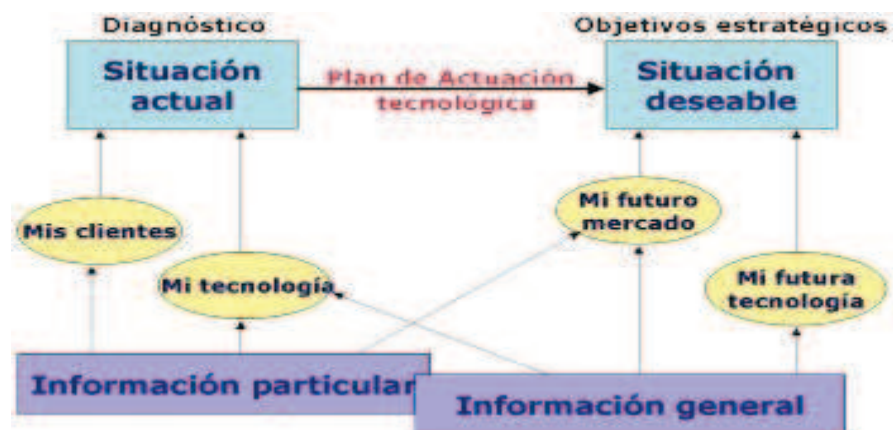 Diagnóstico
Objetivos estratégicos
Situación
actual
Plan de Actuación
tecnológica
Situación
deseable
Mis clientes
Mi tecnología
Mi futuro
mercado
Mi futura
tecnología
Información particular
Información general